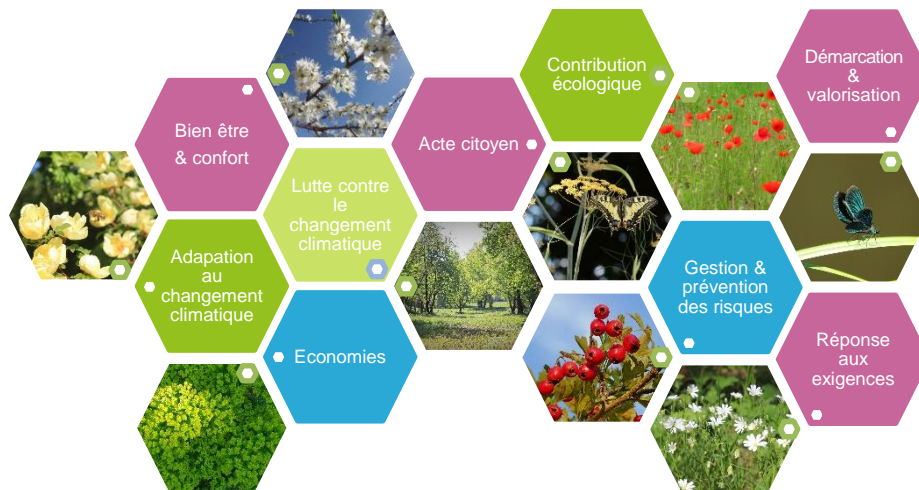 Bien être
& confort
Adapation
au
changement
climatique
Lutte contre
le
changement
climatique
Economies
Acte citoyen
Contribution
écologique
Gestion &
prévention
des risques
Démarcation
&
valorisation
Réponse
aux
exigences